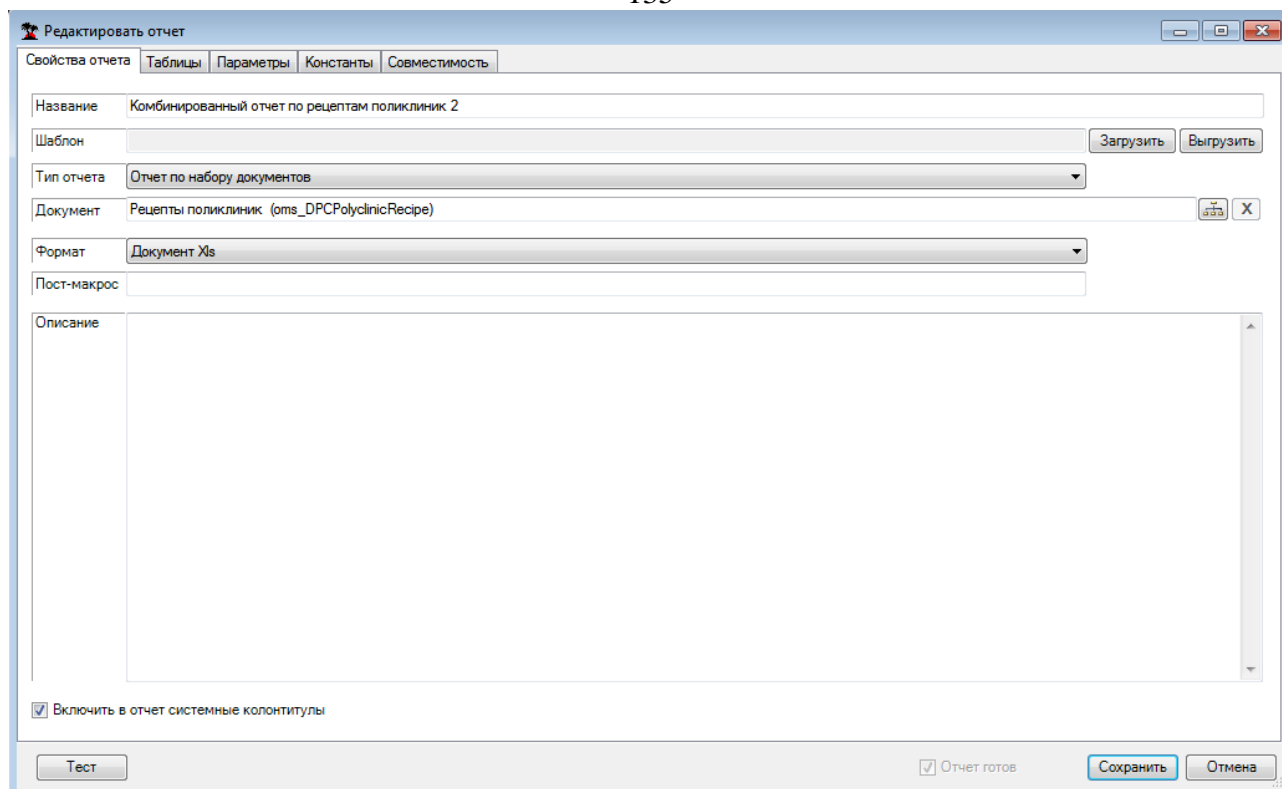 Редактировать отчет
Свойства отчета Таблицы Параметры Константы Совместимость
Название Комбинированный отчет по рецептам поликлиник 2
Шаблон Загрузить Выгрузить
Тип отчета Отчет по набору документов
Документ Рецепты поликлиник (oms_DPCPolyclinicRecipe) X
Формат Документ Xls
Пост-макрос
Описание
Включить в отчет системные колонтитулы
Тест Отчет готов Сохранить Отмена